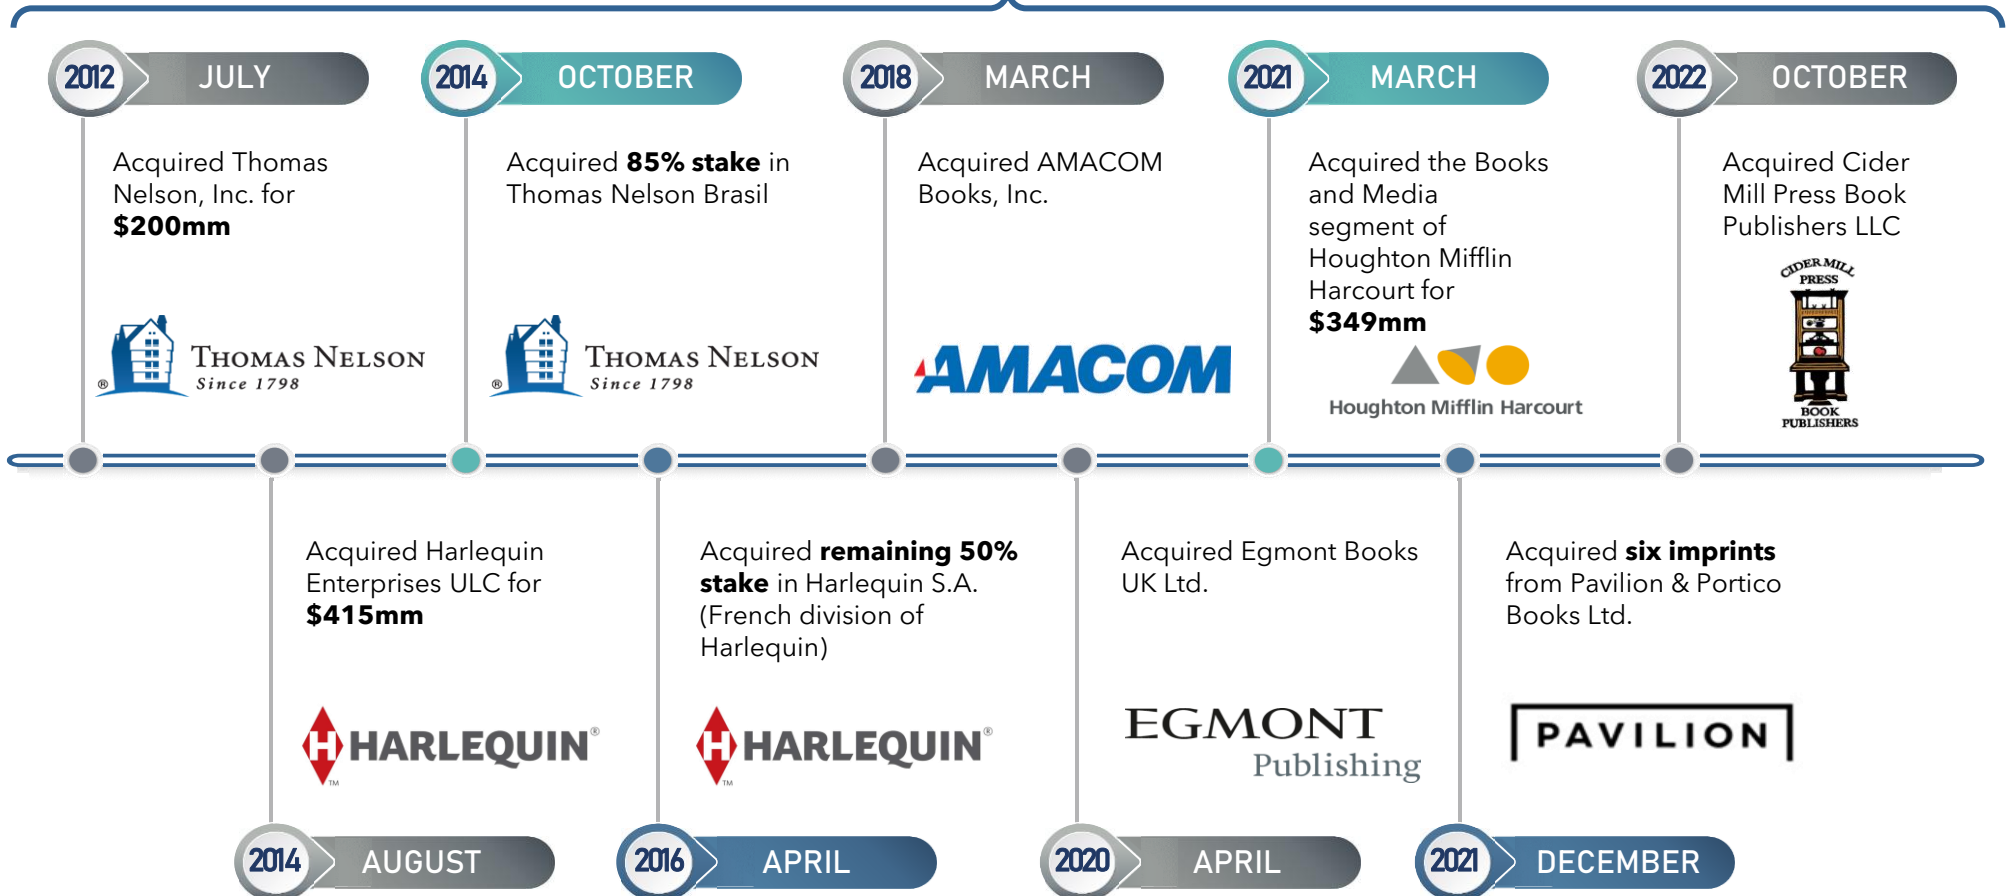 2012 JULY
Acquired Thomas
Nelson, Inc. for
$200mm
® THOMAS NELSON
Since 1798
2014 OCTOBER
Acquired 85% stake in
Thomas Nelson Brasil
® THOMAS NELSON
Since 1798
2018 MARCH
Acquired AMACOM
Books, Inc.
AMACOM
2021 MARCH
Acquired the Books
and Media
segment of
Houghton Mifflin
Harcourt for
$349mm
Houghton Mifflin Harcourt
2022 OCTOBER
Acquired Cider
Mill Press Book
Publishers LLC
CIDER MILL
PRESS
BOOK
PUBLISHERS
Acquired Harlequin
Enterprises ULC for
$415mm
H HARLEQUIN®
TM
2014 AUGUST
Acquired remaining 50%
stake in Harlequin S.A.
(French division of
Harlequin)
H HARLEQUIN®
TM
2016 APRIL
Acquired Egmont Books
UK Ltd.
EGMONT
Publishing
2020 APRIL
Acquired six imprints
from Pavilion & Portico
Books Ltd.
PAVILION
2021 DECEMBER